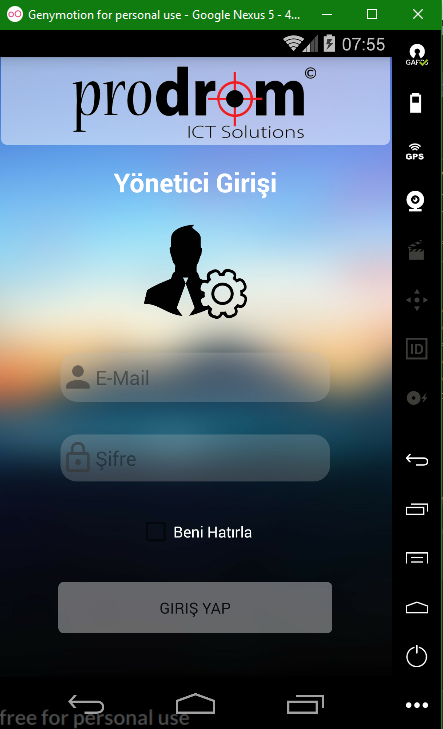 Genymotion for personal use - Google Nexus 5 - 4...
07:55
GAPPS
prodrom©
ICT Solutions
GPS
Yönetici Girişi
ID
E-Mail
Şifre
Beni Hatırla
GIRIŞ YAP
free for personal use